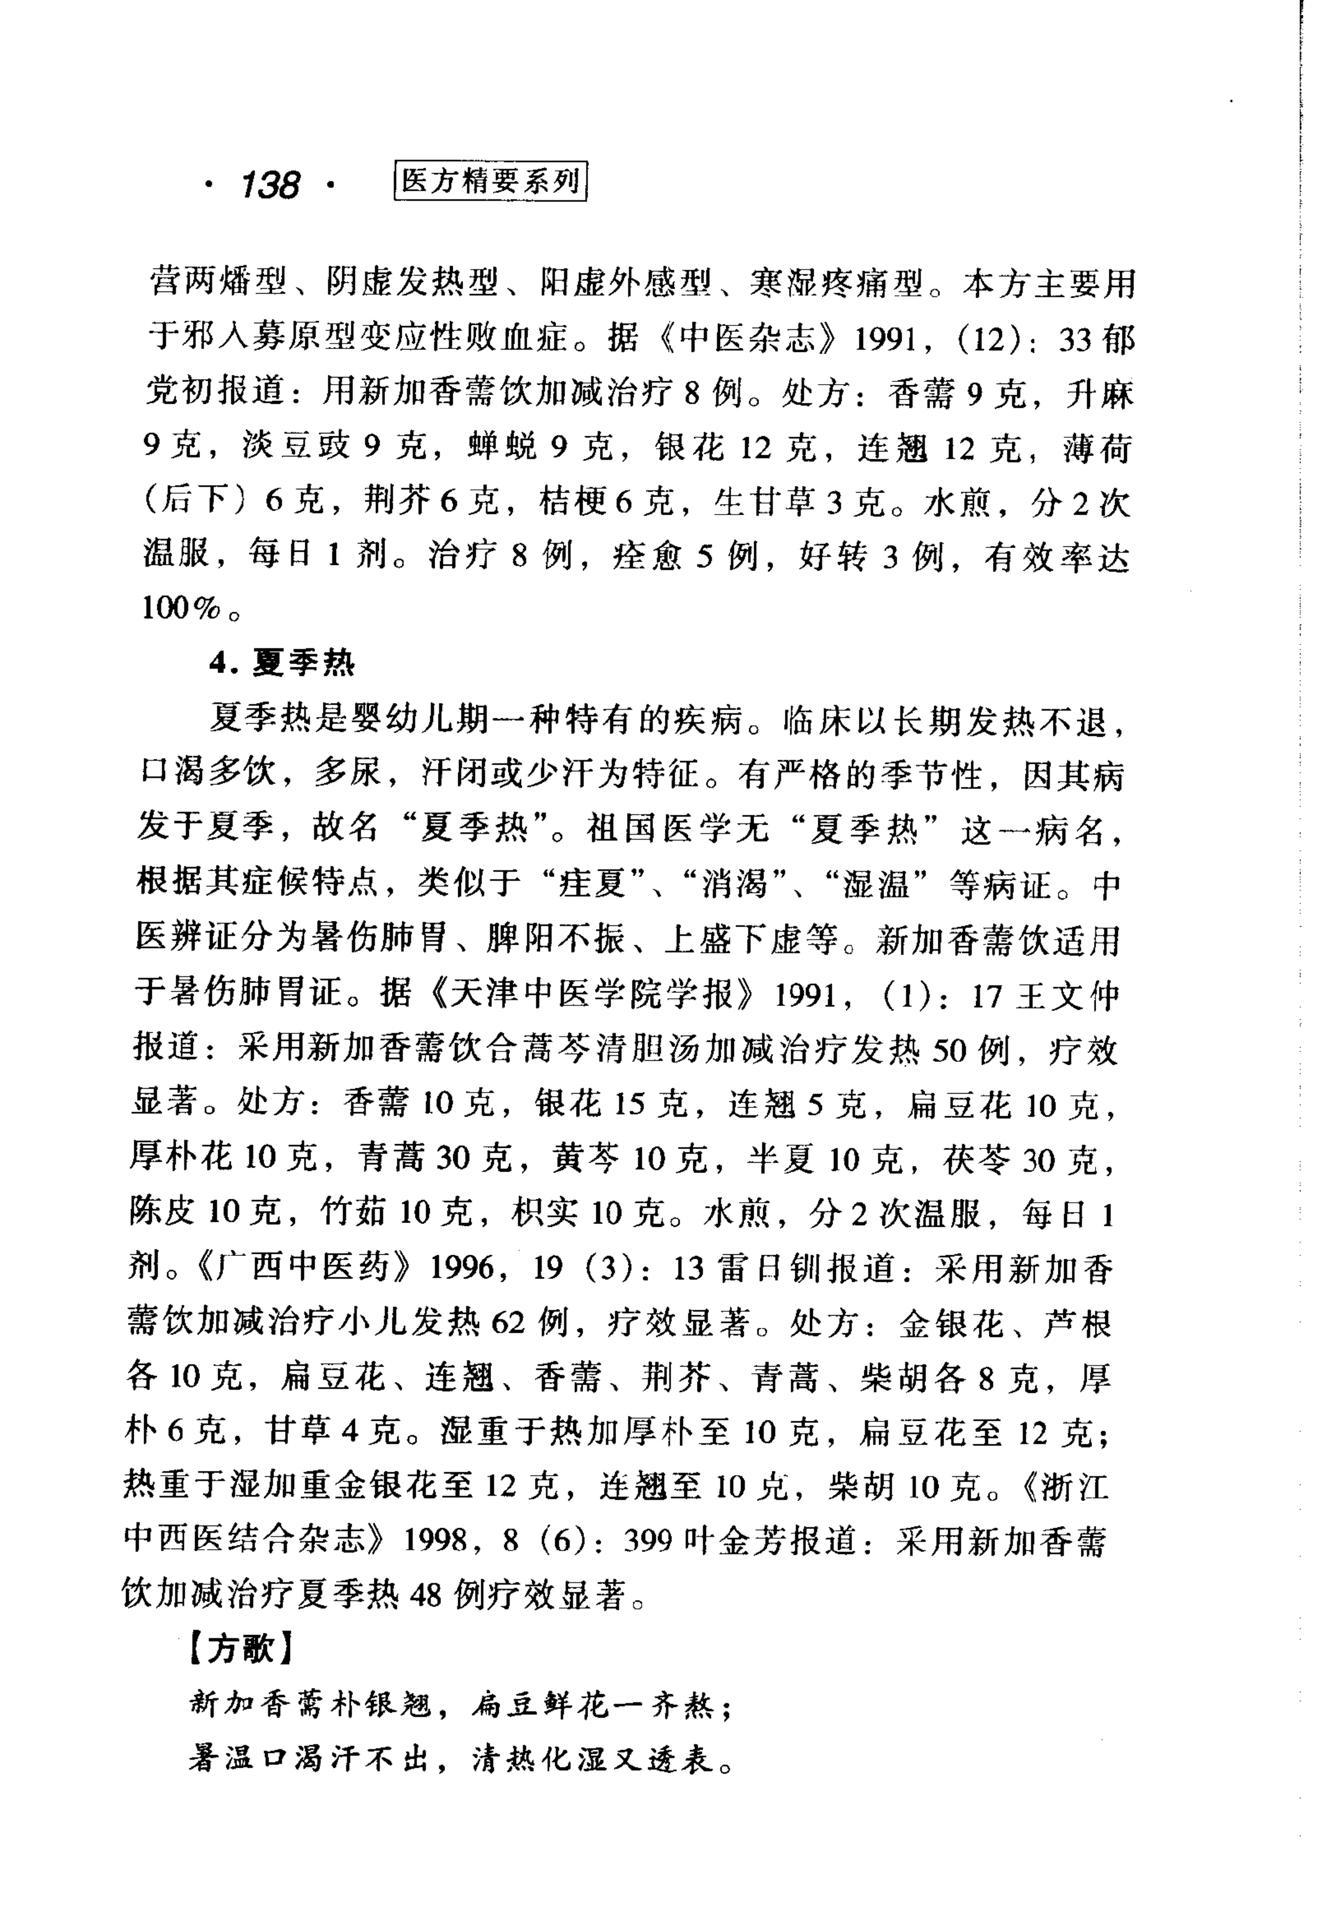 · 138 · 医方精要系列
营两燔型、阴虚发热型、阳虚外感型、寒湿疼痛型。本方主要用
于邪入募原型变应性败血症。据《中医杂志》1991，(12)：33 郁
党初报道：用新加香薷饮加减治疗 8 例。处方：香薷 9 克，升麻
9 克，淡豆豉 9 克，蝉蜕 9 克，银花 12 克，连翘 12 克，薄荷
(后下) 6 克，荆芥 6 克，桔梗 6 克，生甘草 3 克。水煎，分 2 次
温服，每日 1 剂。治疗 8 例，痊愈 5 例，好转 3 例，有效率达
100%。
4. 夏季热
夏季热是婴幼儿期一种特有的疾病。临床以长期发热不退，
口渴多饮，多尿，汗闭或少汗为特征。有严格的季节性，因其病
发于夏季，故名“夏季热”。祖国医学无“夏季热”这一病名，
根据其症候特点，类似于“疰夏”、“消渴”、“湿温”等病证。中
医辨证分为暑伤肺胃、脾阳不振、上盛下虚等。新加香薷饮适用
于暑伤肺胃证。据《天津中医学院学报》1991，(1)：17 王文仲
报道：采用新加香薷饮合蒿芩清胆汤加减治疗发热 50 例，疗效
显著。处方：香薷 10 克，银花 15 克，连翘 5 克，扁豆花 10 克，
厚朴花 10 克，青蒿 30 克，黄芩 10 克，半夏 10 克，茯苓 30 克，
陈皮 10 克，竹茹 10 克，枳实 10 克。水煎，分 2 次温服，每日 1
剂。《广西中医药》1996，19 (3)：13 雷日钏报道：采用新加香
薷饮加减治疗小儿发热 62 例，疗效显著。处方：金银花、芦根
各 10 克，扁豆花、连翘、香薷、荆芥、青蒿、柴胡各 8 克，厚
朴 6 克，甘草 4 克。湿重于热加厚朴至 10 克，扁豆花至 12 克；
热重于湿加重金银花至 12 克，连翘至 10 克，柴胡 10 克。《浙江
中西医结合杂志》1998，8 (6)：399 叶金芳报道：采用新加香薷
饮加减治疗夏季热 48 例疗效显著。
【方歌】
新加香薷朴银翘，扁豆鲜花一齐熬；
暑温口渴汗不出，清热化湿又透表。